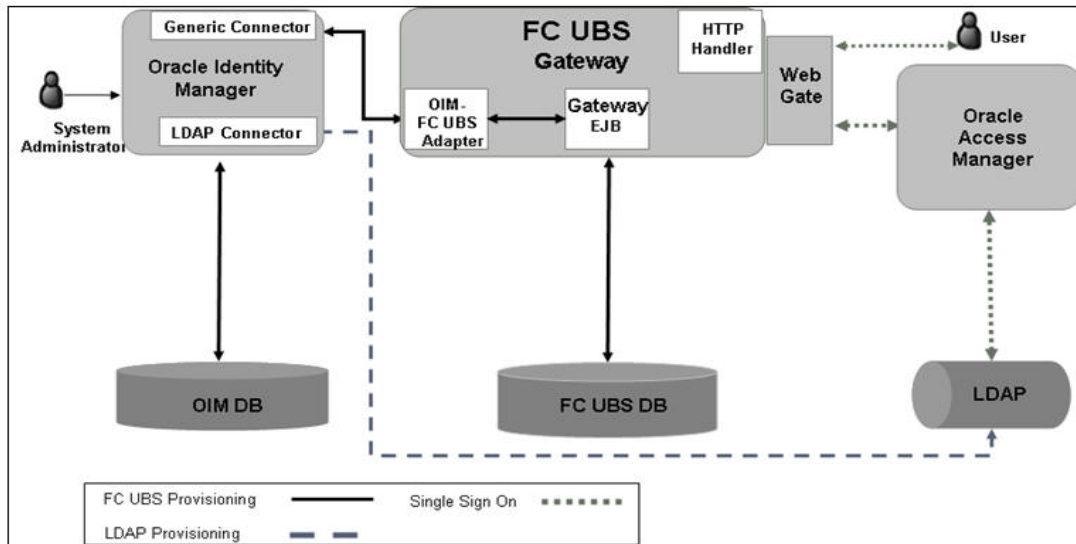 Generic Connector
Oracle Identity
Manager
LDAP Connector
System
Administrator
FC UBS
Gateway
HTTP
Handler
OIM-
FC UBS
Adapter
Gateway
EJB
Web
Gate
User
Oracle
Access
Manager
OIM DB
FC UBS DB
LDAP
FC UBS Provisioning
Single Sign On
LDAP Provisioning